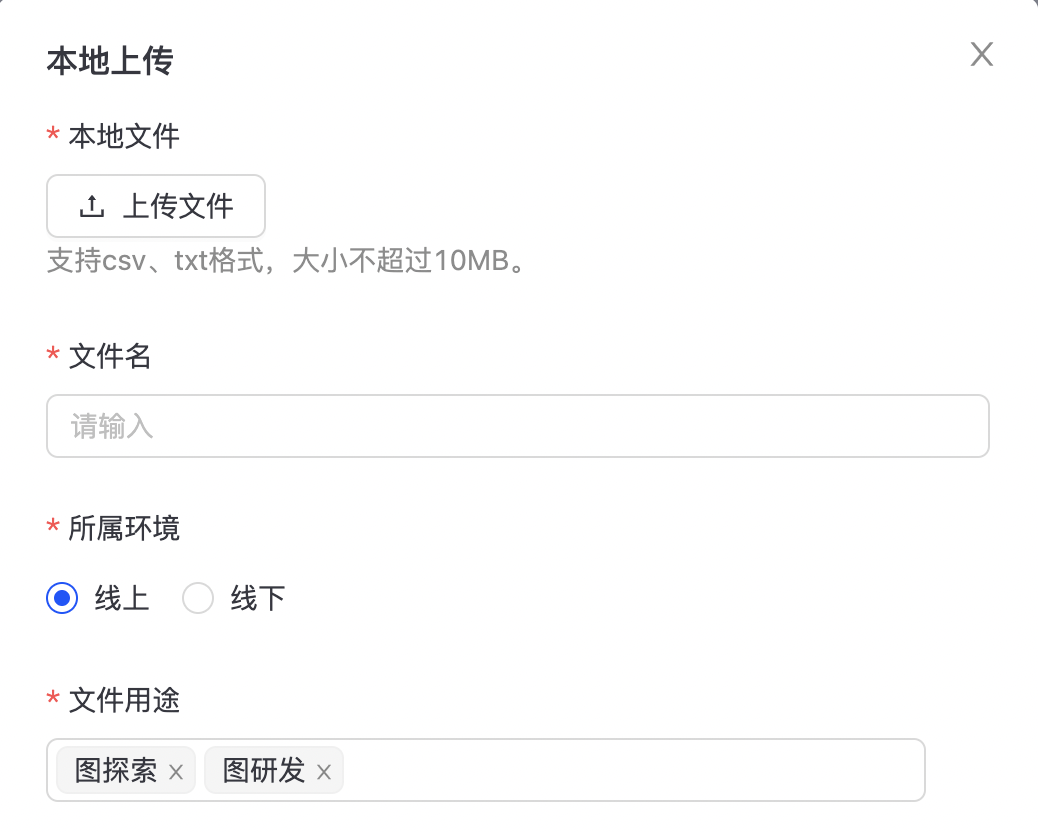 本地上传
* 本地文件
上传文件
支持csv、txt格式，大小不超过10MB。
* 文件名
请输入
* 所属环境
线上 线下
* 文件用途
图探索 x 图研发 x